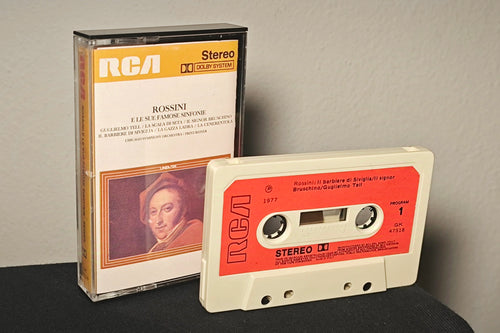 RCA
Stereo
DOLBY SYSTEM
ROSSINI
E LE SUE FAMOSE SINFONIE
GUGLIELMO TELL / LA SCALA DI SETA / IL SIGNOR BRUSCHINO
IL BARBIERE DI SIVIGLIA / LA GAZZA LADRA / LA CENERENTOLA
CHICAGO SYMPHONY ORCHESTRA / FRITZ REINER
RCA
Rossini: Il barbiere di Siviglia/Il signor
Bruschino/Guglielmo Tell
℗
1977
PROGRAM
1
GK
STEREO